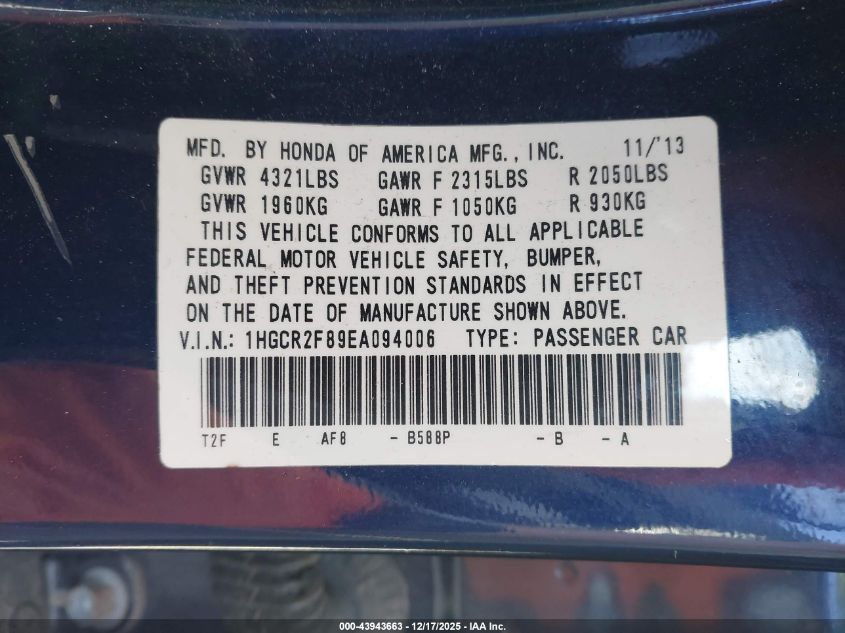 MFD. BY HONDA OF AMERICA MFG., INC. 11/'13
GVWR 4321LBS GAWR F 2315LBS R 2050LBS
GVWR 1960KG GAWR F 1050KG R 930KG
THIS VEHICLE CONFORMS TO ALL APPLICABLE
FEDERAL MOTOR VEHICLE SAFETY, BUMPER,
AND THEFT PREVENTION STANDARDS IN EFFECT
ON THE DATE OF MANUFACTURE SHOWN ABOVE.
V.I.N.: 1HGCR2F89EA094006 TYPE: PASSENGER CAR
T2F E AF8 - B588P - B - A
000-43943663 - 12/17/2025 - IAA Inc.